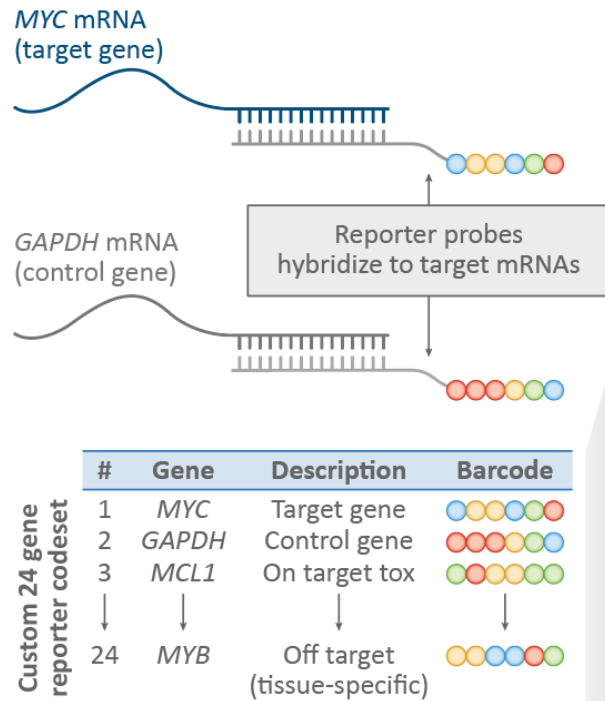 MYC mRNA
(target gene)
Reporter probes
hybridize to target mRNAs
GAPDH mRNA
(control gene)
Custom 24 gene
reporter codeset
# Gene Description Barcode
1 MYC Target gene
2 GAPDH Control gene
3 MCL1 On target tox
24 MYB Off target
(tissue-specific)